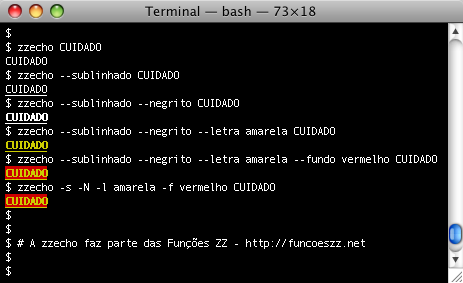 Terminal — bash — 73×18
$
$ zzecho CUIDADO
CUIDADO
$ zzecho --sublinhado CUIDADO
CUIDADO
$ zzecho --sublinhado --negrito CUIDADO
CUIDADO
$ zzecho --sublinhado --negrito --letra amarela CUIDADO
CUIDADO
$ zzecho --sublinhado --negrito --letra amarela --fundo vermelho CUIDADO
CUIDADO
$ zzecho -s -N -l amarela -f vermelho CUIDADO
CUIDADO
$
$
$ # A zzecho faz parte das Funções ZZ - http://funcoeszz.net
$
$